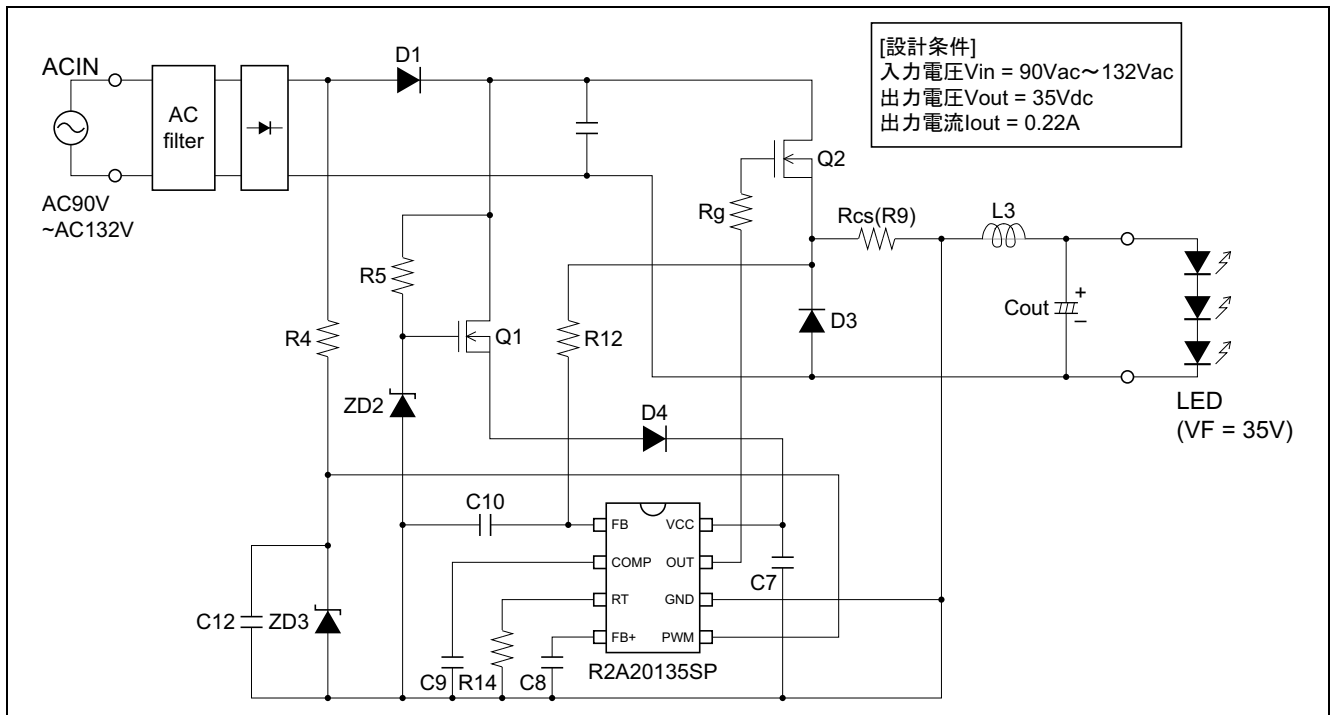 [設計条件]
入力電圧Vin = 90Vac～132Vac
出力電圧Vout = 35Vdc
出力電流Iout = 0.22A
ACIN
AC
filter
AC90V
~AC132V
D1
Q2
Rg
Rcs(R9)
L3
R5
Q1
R12
D3
Cout
+
−
R4
ZD2
D4
LED
(VF = 35V)
C10
FB
VCC
COMP
OUT
C7
RT
GND
FB+
PWM
C12
ZD3
C9
R14
C8
R2A20135SP